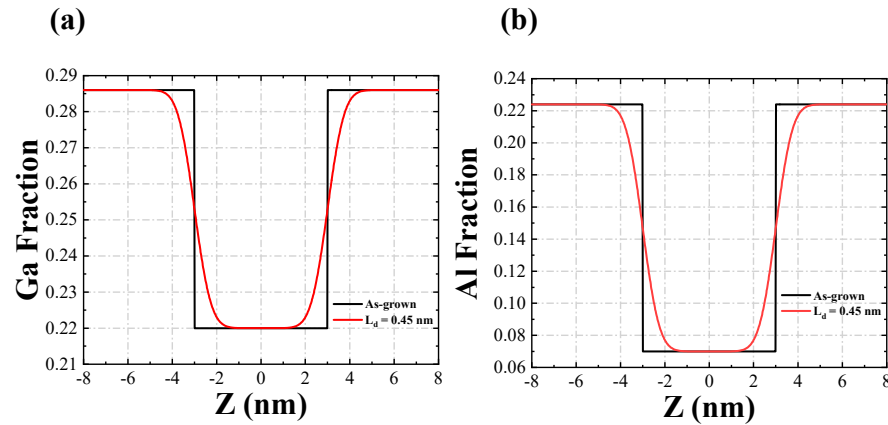 (a)
Ga Fraction
0.29
0.28
0.27
0.26
0.25
0.24
0.23
0.22
0.21
-8 -6 -4 -2 0 2 4 6 8
Z (nm)
As-grown
Ld = 0.45 nm
(b)
Al Fraction
0.24
0.22
0.20
0.18
0.16
0.14
0.12
0.10
0.08
0.06
-8 -6 -4 -2 0 2 4 6 8
Z (nm)
As-grown
Ld = 0.45 nm